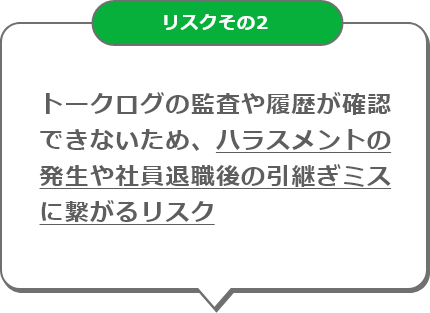 リスクその2
トークログの監査や履歴が確認
できないため、ハラスメントの
発生や社員退職後の引継ぎミス
に繋がるリスク